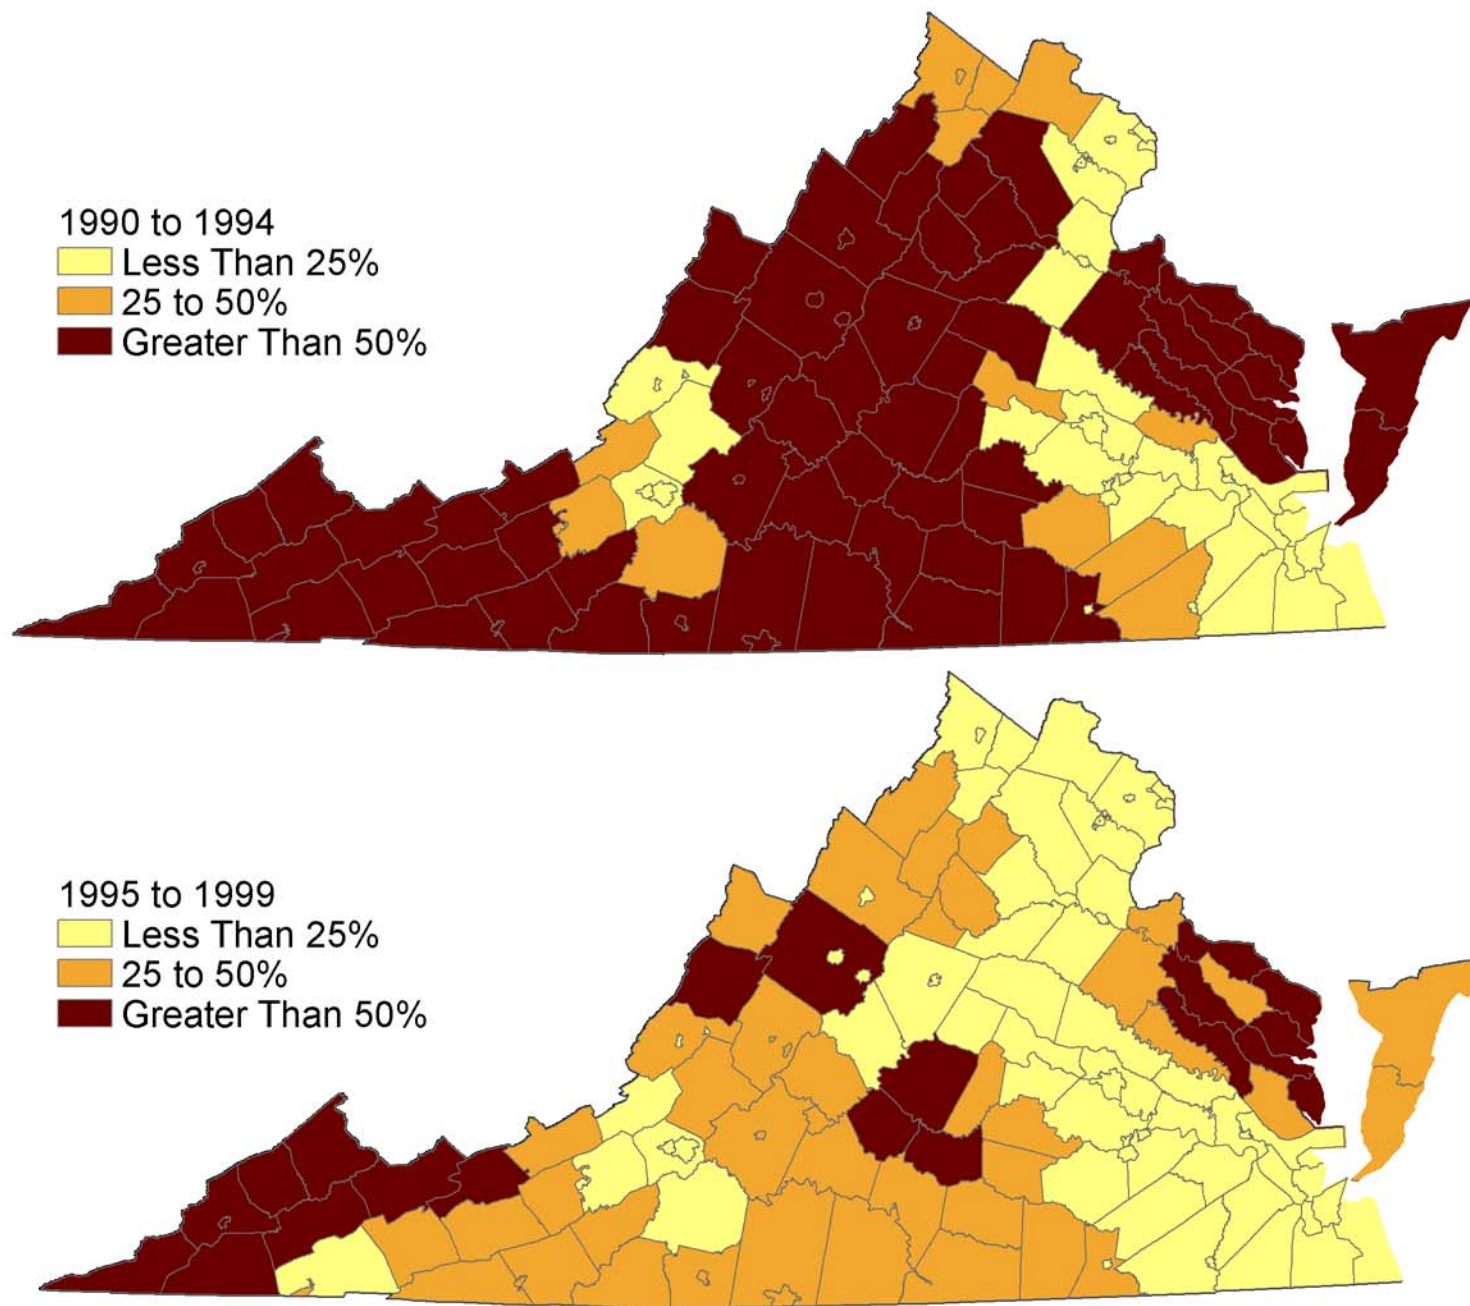 1990 to 1994
Less Than 25%
25 to 50%
Greater Than 50%
1995 to 1999
Less Than 25%
25 to 50%
Greater Than 50%